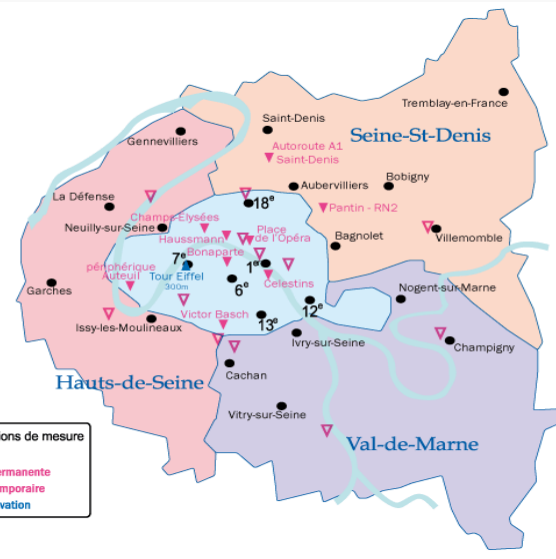 Tremblay-en-France
Saint-Denis
Seine-St-Denis
Gennevilliers
Autoroute A1
Saint-Denis
Aubervilliers
Bobigny
La Défense
18e
Pantin - RN2
Champs-Elysées
Neuilly-sur-Seine
Haussmann
Place
de l'Opéra
Bagnolet
Villemomble
Bonaparte
7e
1e
périphérique
Auteuil
Tour Eiffel
300m
6e
Celestins
Garches
Nogent-sur-Marne
12e
Victor Basch
13e
Issy-les-Moulineaux
Ivry-sur-Seine
Champigny
Cachan
Hauts-de-Seine
Vitry-sur-Seine
Val-de-Marne
ions de mesure
ermanente
mporaire
vation